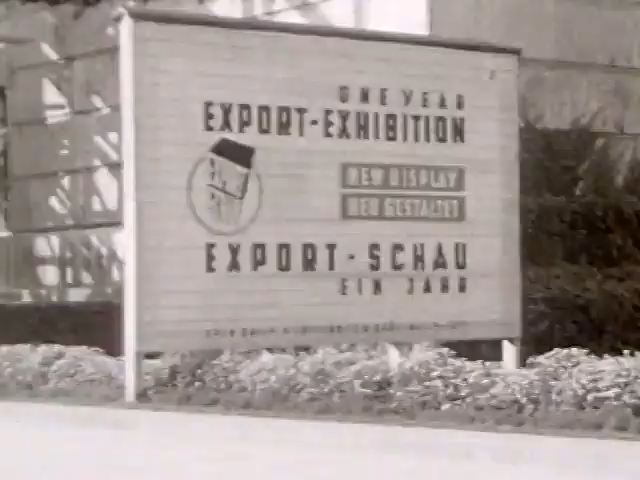 ONE YEAR
EXPORT-EXHIBITION
NEW DISPLAY
NEU GESTALTET
EXPORT-SCHAU
EIN JAHR